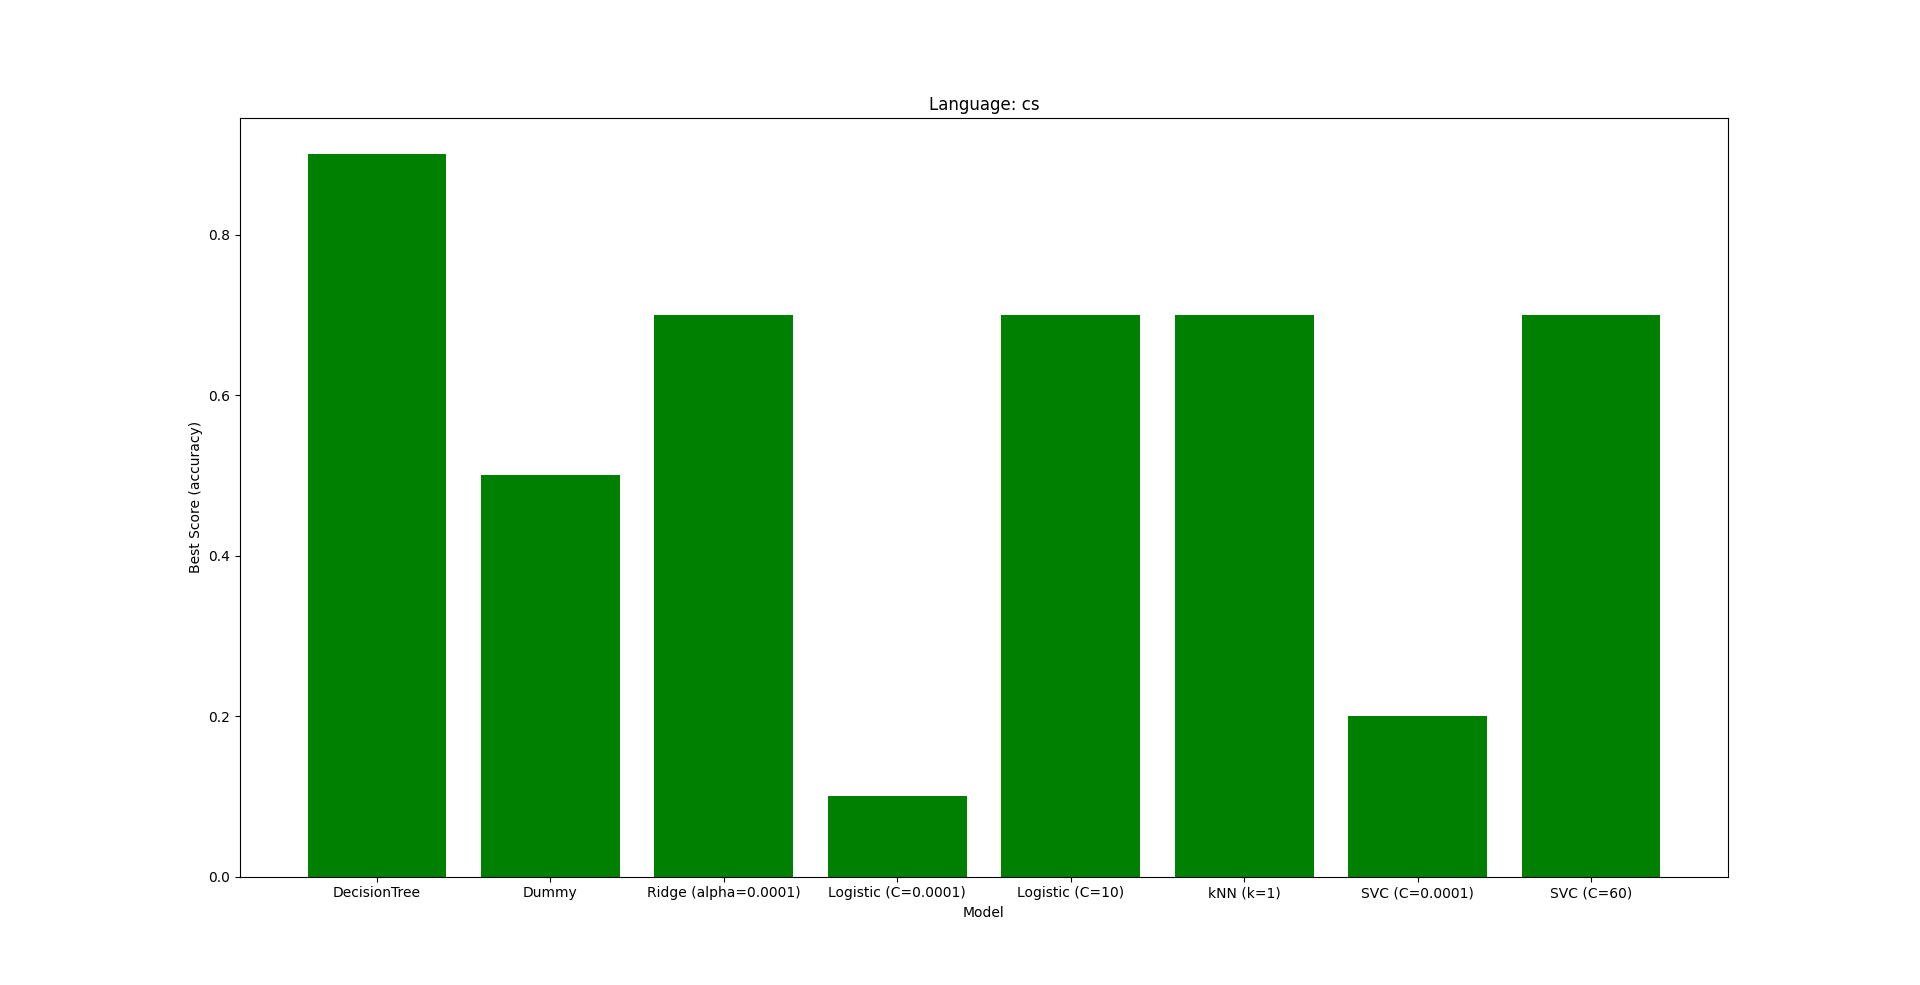 Language: cs
0.8
0.6
0.4
0.2
0.0
Best Score (accuracy)
DecisionTree
Dummy
Ridge (alpha=0.0001)
Logistic (C=0.0001)
Logistic (C=10)
kNN (k=1)
SVC (C=0.0001)
SVC (C=60)
Model